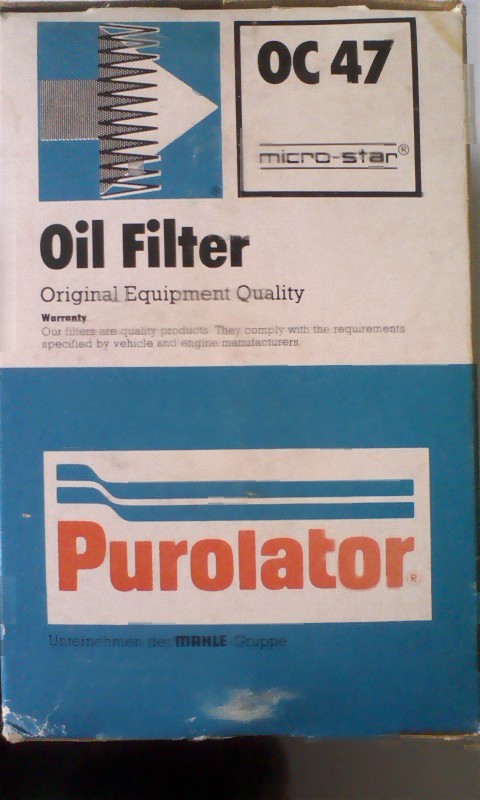 OC 47
micro-star®
Oil Filter
Original Equipment Quality
Warranty
Our filters are quality products. They comply with the requirements
specified by vehicle and engine manufacturers.
Purolator®
Unternehmen der MAHLE-Gruppe